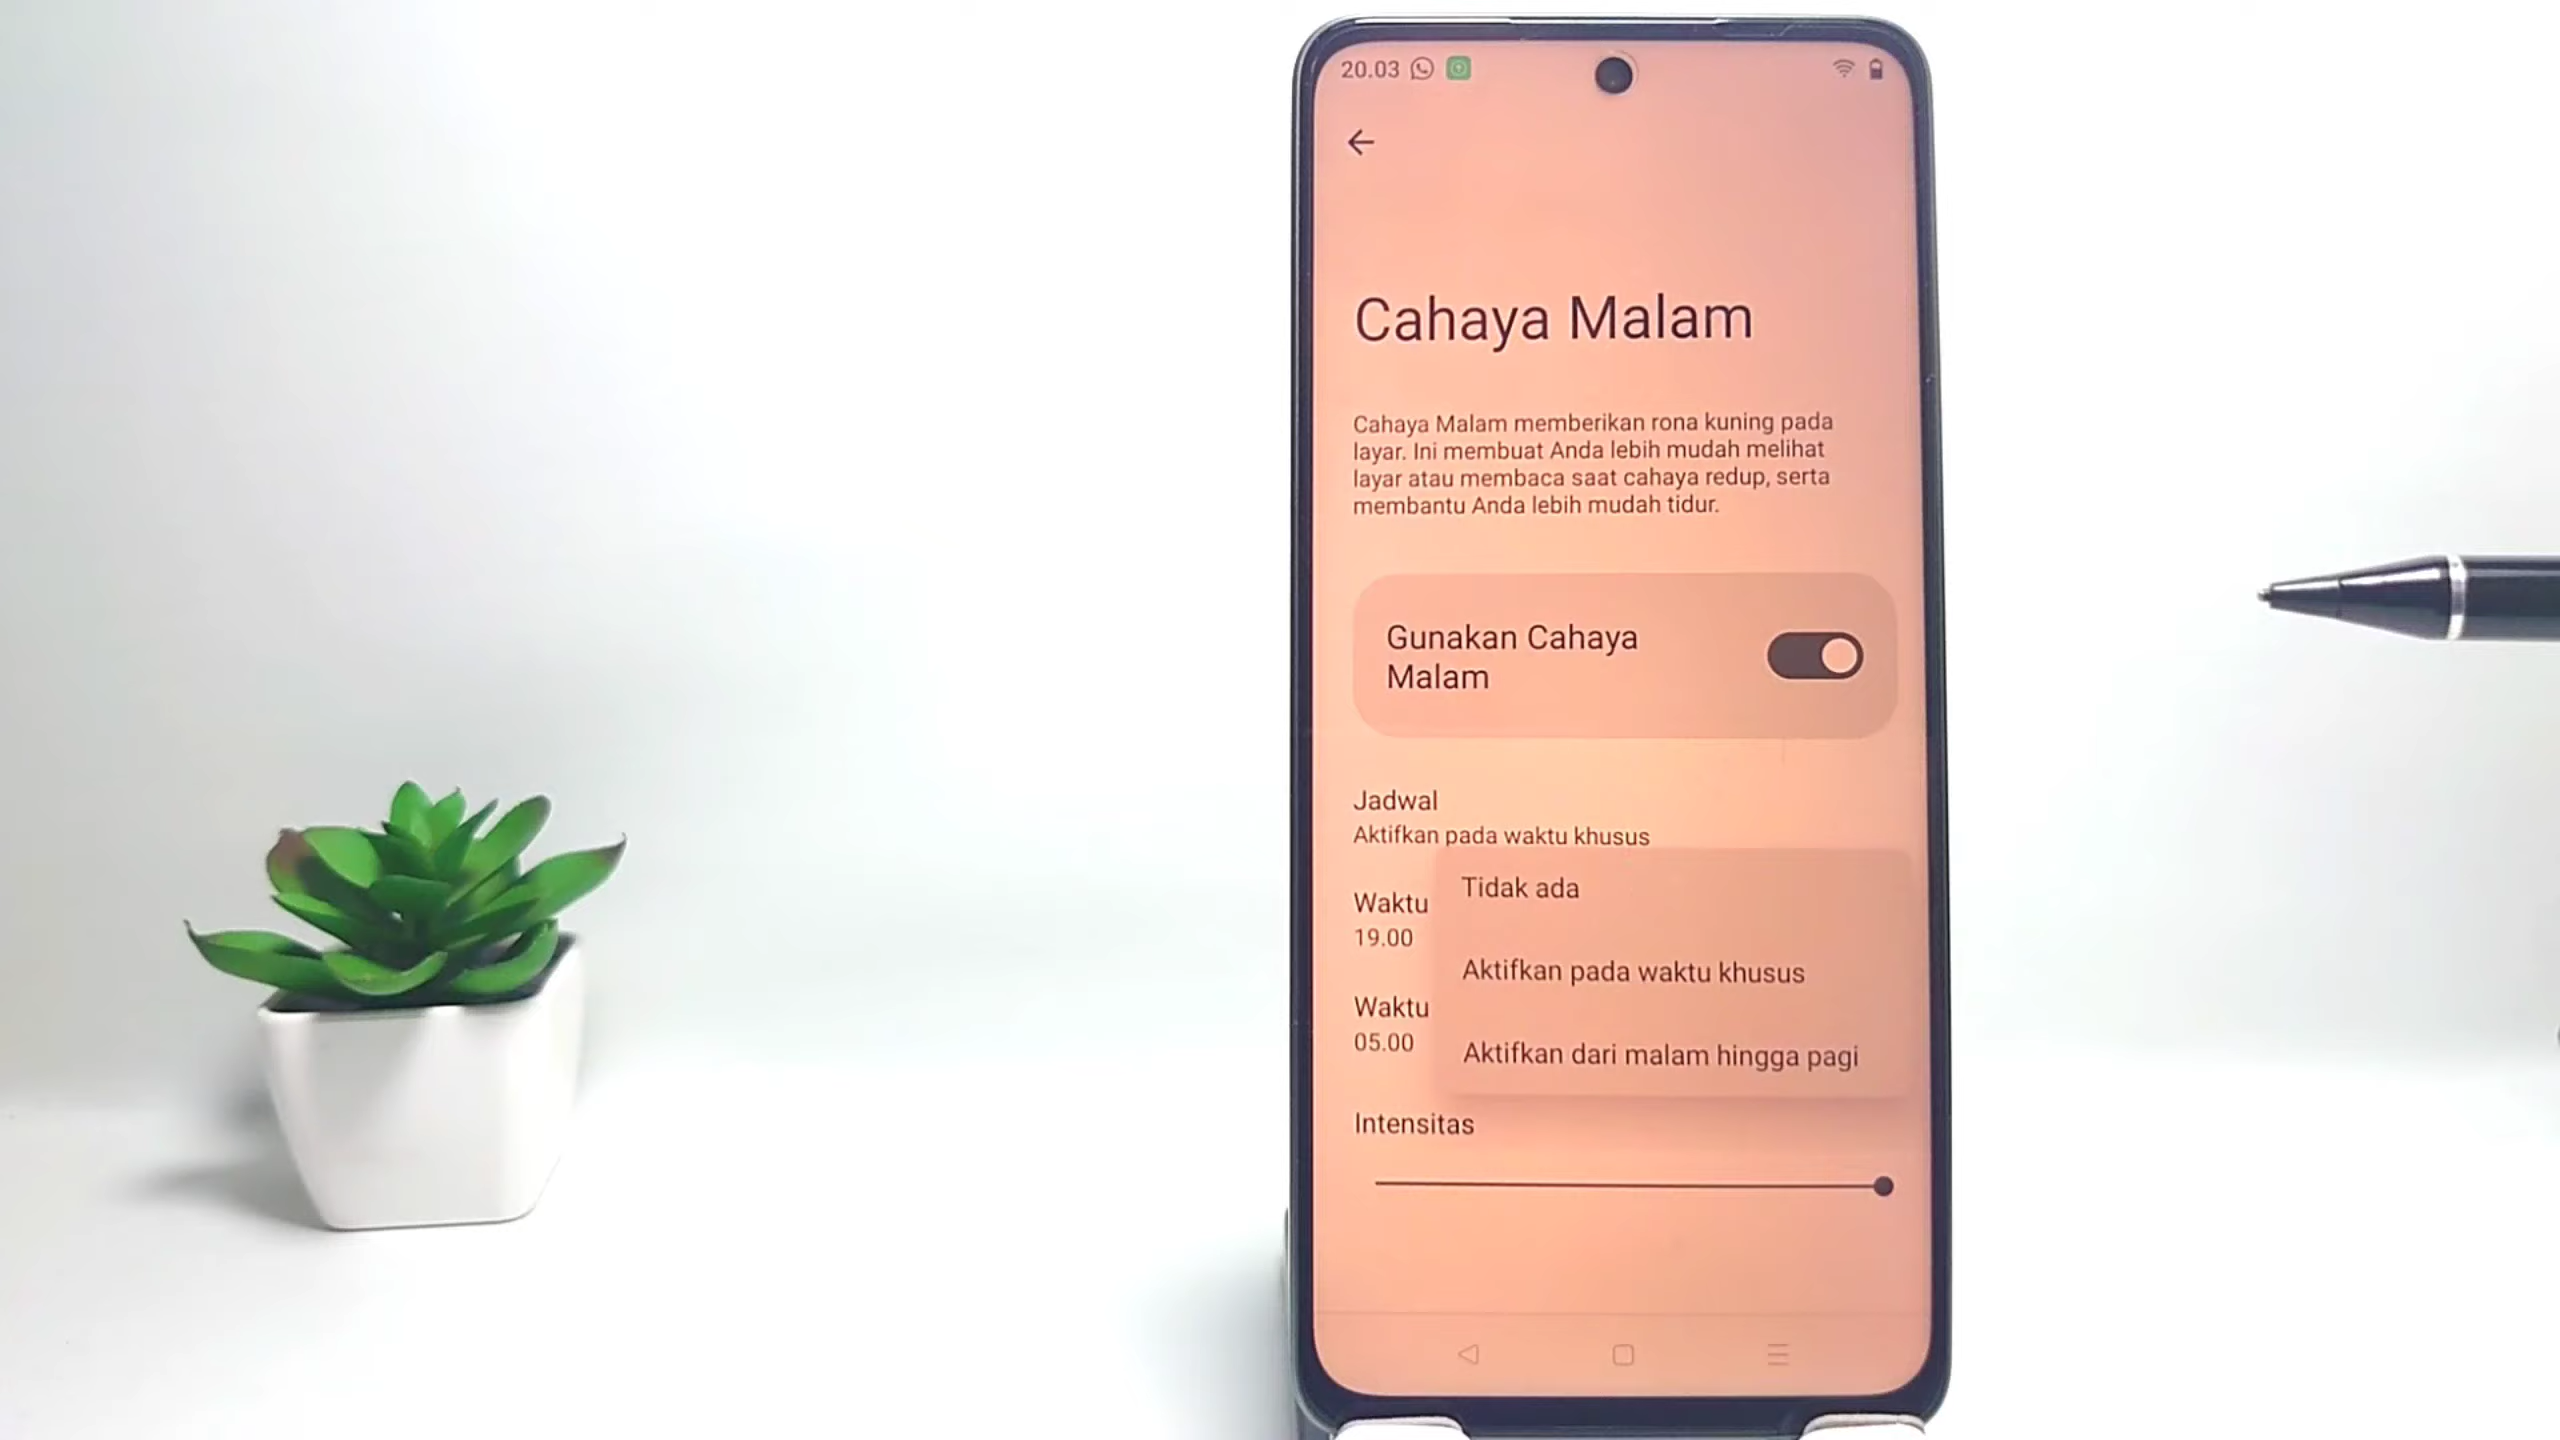 20.03
Cahaya Malam
Cahaya Malam memberikan rona kuning pada
layar. Ini membuat Anda lebih mudah melihat
layar atau membaca saat cahaya redup, serta
membantu Anda lebih mudah tidur.
Gunakan Cahaya
Malam
Jadwal
Aktifkan pada waktu khusus
Tidak ada
Waktu
19.00
Aktifkan pada waktu khusus
Waktu
05.00
Aktifkan dari malam hingga pagi
Intensitas